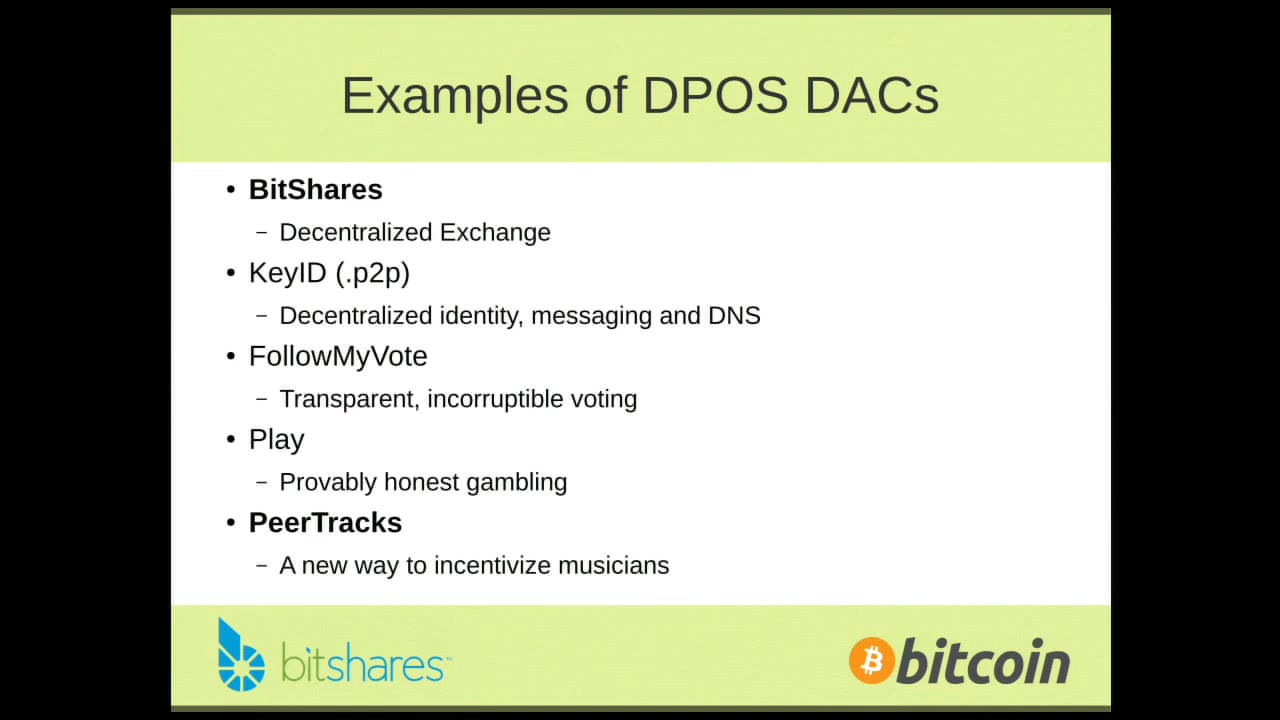 Examples of DPOS DACs
• BitShares
– Decentralized Exchange
• KeyID (.p2p)
– Decentralized identity, messaging and DNS
• FollowMyVote
– Transparent, incorruptible voting
• Play
– Provably honest gambling
• PeerTracks
– A new way to incentivize musicians
bitshares™
bitcoin